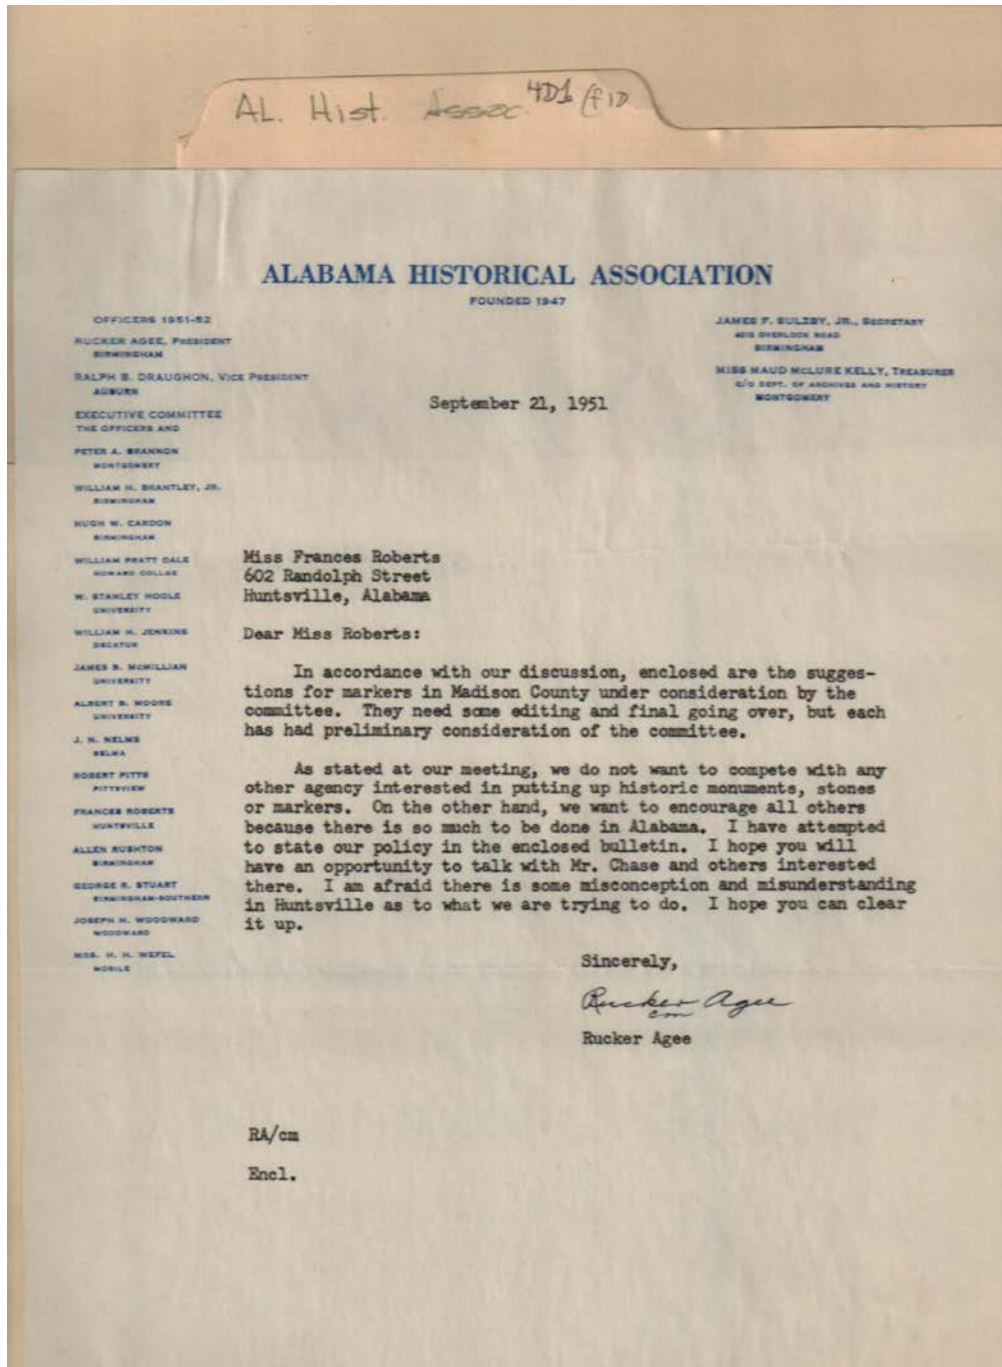 AL. Hist. Assoc. 4D1 (f1)
ALABAMA HISTORICAL ASSOCIATION
FOUNDED 1947
OFFICERS 1951-52
RUCKER AGEE, PRESIDENT
BIRMINGHAM
RALPH B. DRAUGHON, VICE PRESIDENT
AUBURN
EXECUTIVE COMMITTEE
THE OFFICERS AND
PETER A. BRANNON
MONTGOMERY
WILLIAM H. BRANTLEY, JR.
BIRMINGHAM
HUGH W. CARDON
BIRMINGHAM
WILLIAM PRATT DALE
HOWARD COLLGE
W. STANLEY HOOLE
UNIVERSITY
WILLIAM H. JENKINS
DECATUR
JAMES B. MCMILLIAN
UNIVERSITY
ALBERT B. MOORE
UNIVERSITY
J. N. NELMS
SELMA
ROBERT PITTS
PITTSVIEW
FRANCES ROBERTS
HUNTSVILLE
ALLEN RUSHTON
BIRMINGHAM
GEORGE R. STUART
BIRMINGHAM-SOUTHERN
JOSEPH H. WOODWARD
WOODWARD
MRS. H. H. WEFEL
MOBILE
JAMES F. SULZBY, JR., SECRETARY
OVERLOOK ROAD
BIRMINGHAM
MISS MAUD McLURE KELLY, TREASURER
C/O DEPT. OF ARCHIVES AND HISTORY
MONTGOMERY
September 21, 1951
Miss Frances Roberts
602 Randolph Street
Huntsville, Alabama
Dear Miss Roberts:
In accordance with our discussion, enclosed are the sugges-
tions for markers in Madison County under consideration by the
committee. They need some editing and final going over, but each
has had preliminary consideration of the committee.
As stated at our meeting, we do not want to compete with any
other agency interested in putting up historic monuments, stones
or markers. On the other hand, we want to encourage all others
because there is so much to be done in Alabama. I have attempted
to state our policy in the enclosed bulletin. I hope you will
have an opportunity to talk with Mr. Chase and others interested
there. I am afraid there is some misconception and misunderstanding
in Huntsville as to what we are trying to do. I hope you can clear
it up.
Sincerely,
Rucker Agee
cm
Rucker Agee
RA/cm
Encl.